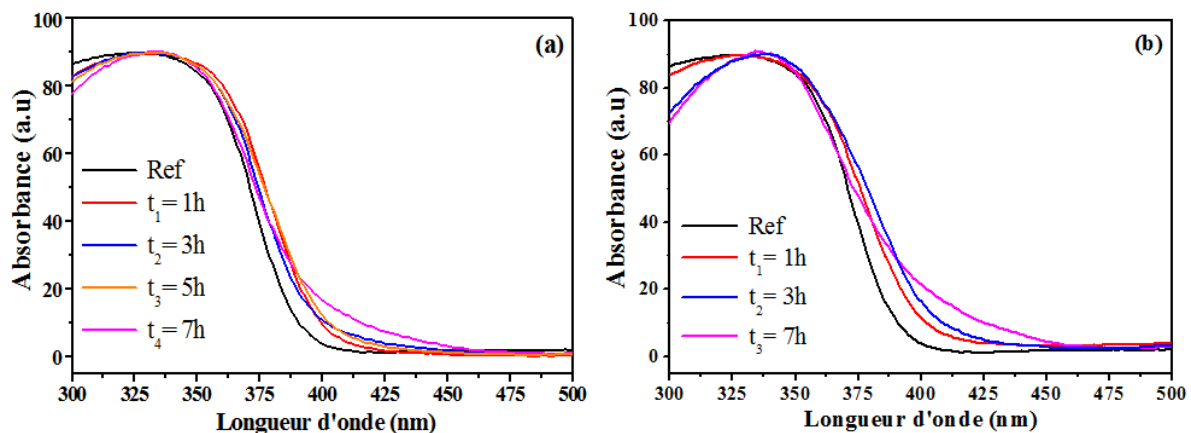 (a)
Absorbance (a.u)
100
80
60
40
20
0
Ref
t₁ = 1h
t₂ = 3h
t₃ = 5h
t₄ = 7h
300 325 350 375 400 425 450 475 500
Longueur d'onde (nm)
(b)
Absorbance (a.u)
100
80
60
40
20
0
Ref
t₁ = 1h
t₂ = 3h
t₃ = 7h
300 325 350 375 400 425 450 475 500
Longueur d'onde (nm)